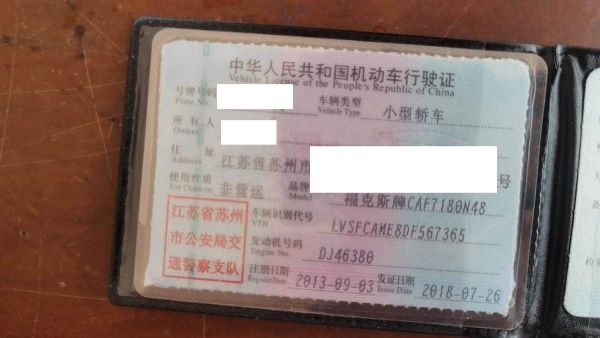 中华人民共和国机动车行驶证
Vehicle License of the People's Republic of China
号牌号码
Plate No.
车辆类型 小型轿车
Vehicle Type
所有人
Owner
住址 江苏省苏州市 号
Address
使用性质 非营运
Use Character
品牌 福克斯牌CAF7180N48
Model
江苏省苏州
市公安局交
通警察支队
车辆识别代号 LVSFCAME8DF567365
VIN
发动机号码 DJ46380
Engine No.
注册日期 2013-09-03
Register Date
发证日期 2018-07-26
Issue Date